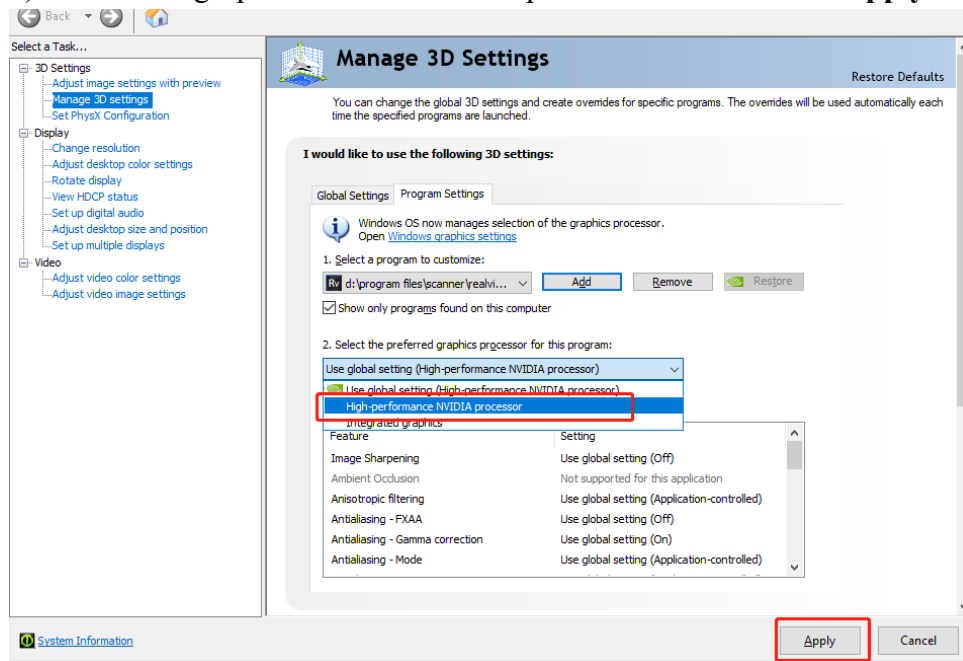 Back
Select a Task...
3D Settings
Adjust image settings with preview
Manage 3D settings
Set PhysX Configuration
Display
Change resolution
Adjust desktop color settings
Rotate display
View HDCP status
Set up digital audio
Adjust desktop size and position
Set up multiple displays
Video
Adjust video color settings
Adjust video image settings
System Information
Manage 3D Settings
Restore Defaults
You can change the global 3D settings and create overrides for specific programs. The overrides will be used automatically each
time the specified programs are launched.
I would like to use the following 3D settings:
Global Settings Program Settings
Windows OS now manages selection of the graphics processor.
Open Windows graphics settings
1. Select a program to customize:
Rv d:\program files\scanner\realvi... Add Remove Restore
Show only programs found on this computer
2. Select the preferred graphics processor for this program:
Use global setting (High-performance NVIDIA processor)
Use global setting (High-performance NVIDIA processor)
High-performance NVIDIA processor
Integrated graphics
Feature Setting
Image Sharpening Use global setting (Off)
Ambient Occlusion Not supported for this application
Anisotropic filtering Use global setting (Application-controlled)
Antialiasing - FXAA Use global setting (Off)
Antialiasing - Gamma correction Use global setting (On)
Antialiasing - Mode Use global setting (Application-controlled)
Apply Cancel